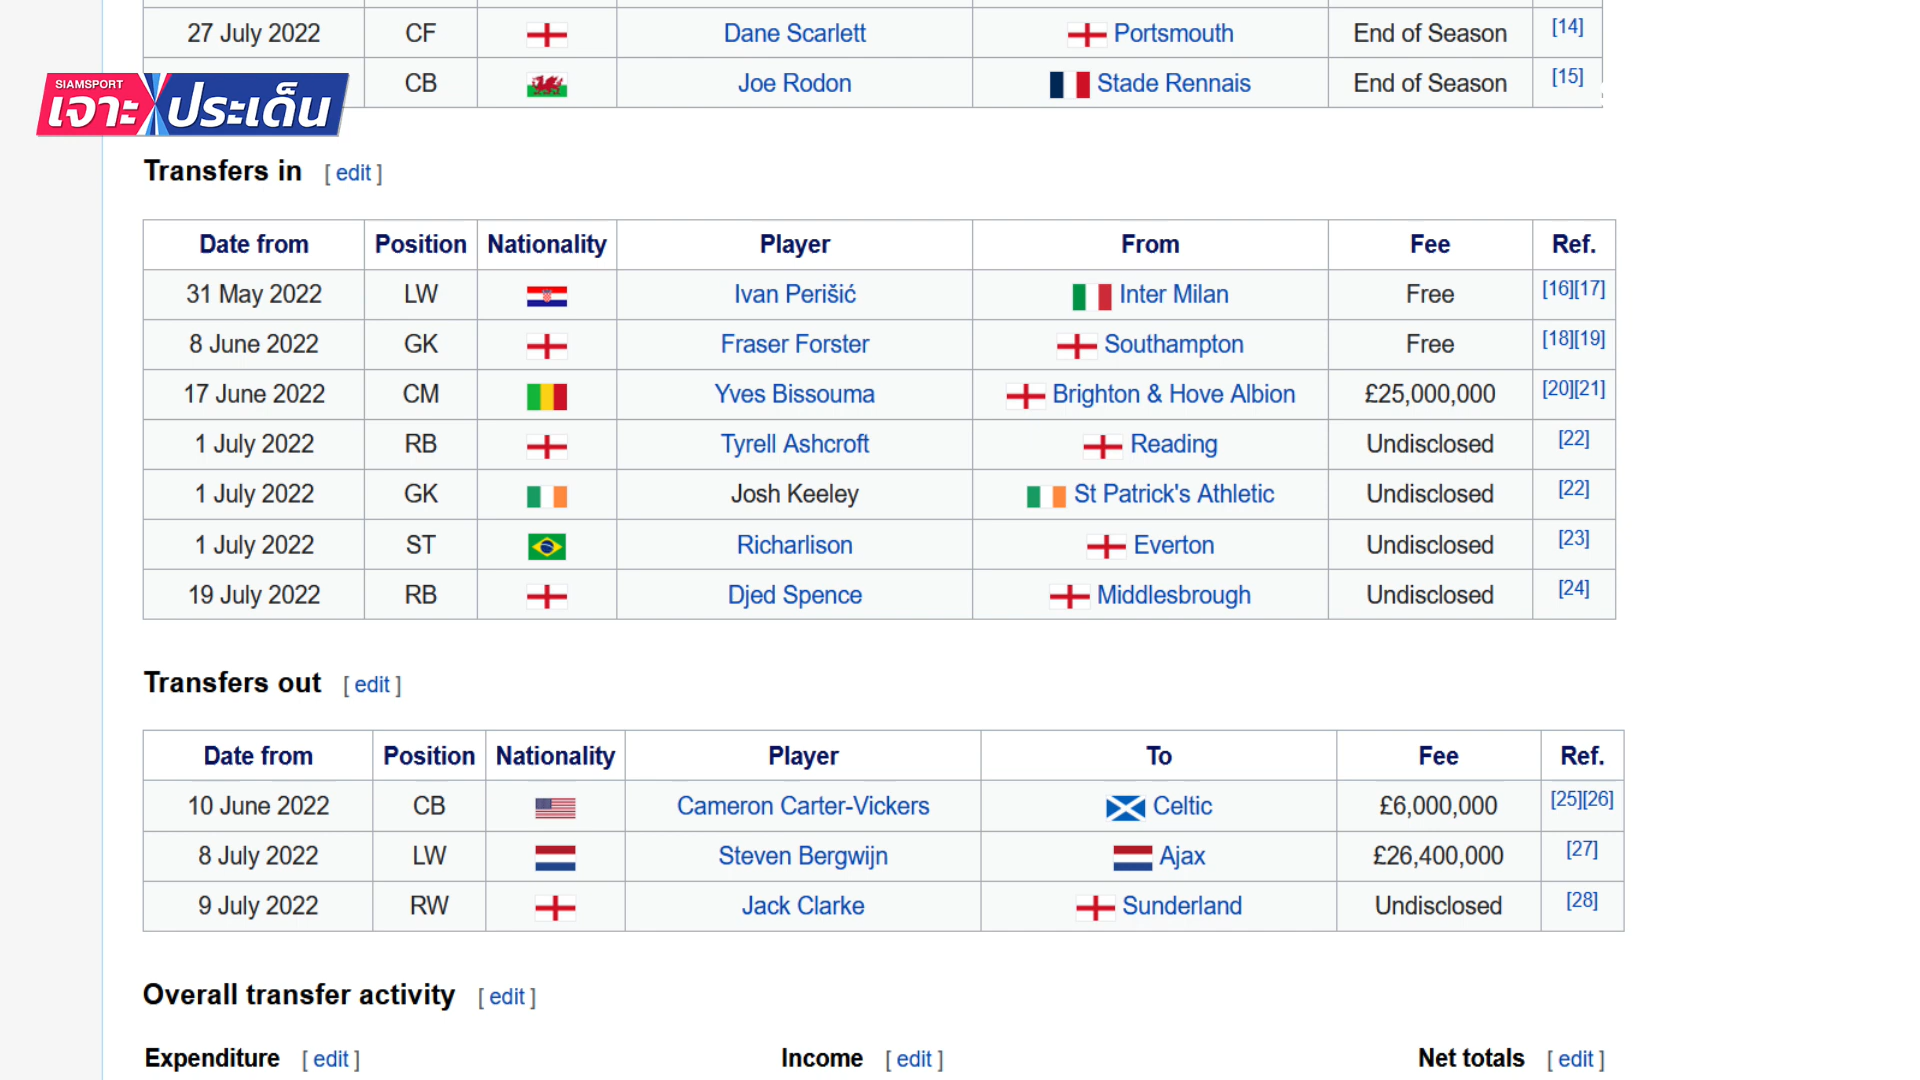 27 July 2022 CF Dane Scarlett Portsmouth End of Season [14]
CB Joe Rodon Stade Rennais End of Season [15]
SIAMSPORT
เจาะประเด็น
Transfers in [ edit ]
Date from Position Nationality Player From Fee Ref.
31 May 2022 LW Ivan Perišić Inter Milan Free [16][17]
8 June 2022 GK Fraser Forster Southampton Free [18][19]
17 June 2022 CM Yves Bissouma Brighton & Hove Albion £25,000,000 [20][21]
1 July 2022 RB Tyrell Ashcroft Reading Undisclosed [22]
1 July 2022 GK Josh Keeley St Patrick's Athletic Undisclosed [22]
1 July 2022 ST Richarlison Everton Undisclosed [23]
19 July 2022 RB Djed Spence Middlesbrough Undisclosed [24]
Transfers out [ edit ]
Date from Position Nationality Player To Fee Ref.
10 June 2022 CB Cameron Carter-Vickers Celtic £6,000,000 [25][26]
8 July 2022 LW Steven Bergwijn Ajax £26,400,000 [27]
9 July 2022 RW Jack Clarke Sunderland Undisclosed [28]
Overall transfer activity [ edit ]
Expenditure [ edit ] Income [ edit ] Net totals [ edit ]